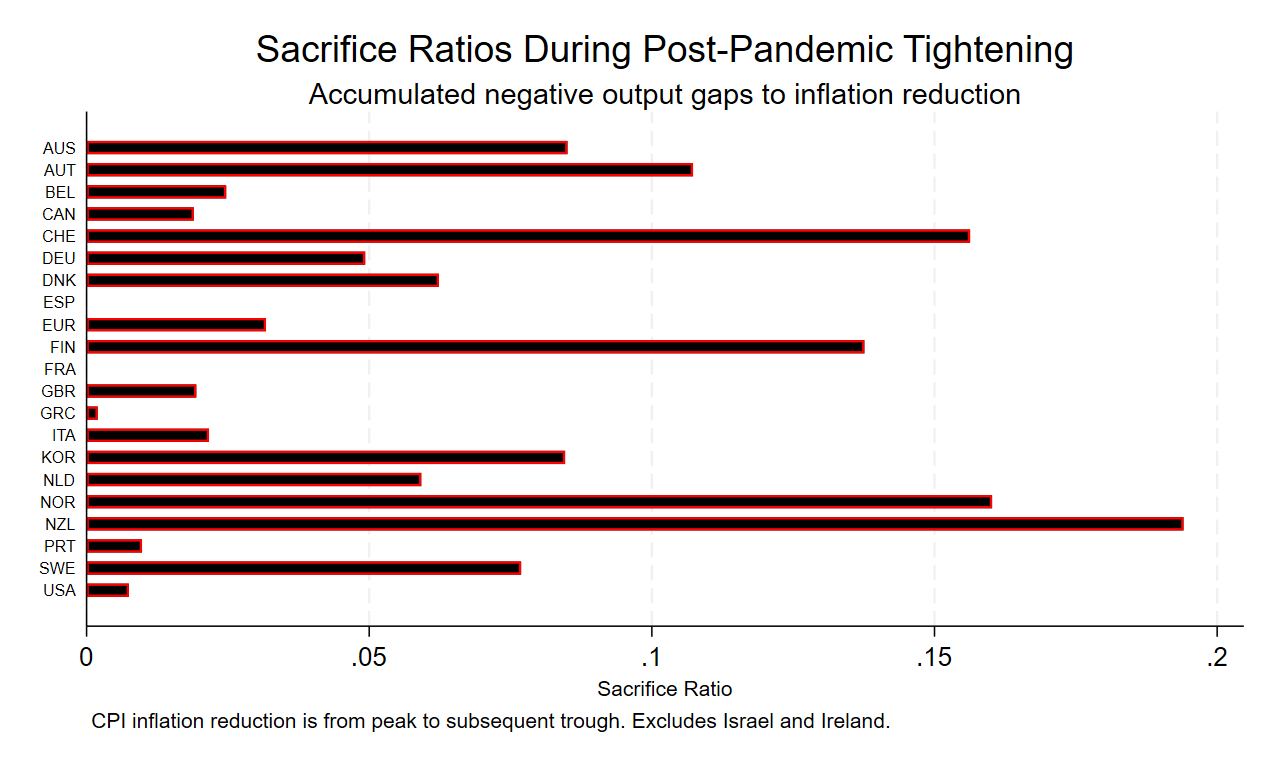 Sacrifice Ratios During Post-Pandemic Tightening
Accumulated negative output gaps to inflation reduction
AUS
AUT
BEL
CAN
CHE
DEU
DNK
ESP
EUR
FIN
FRA
GBR
GRC
ITA
KOR
NLD
NOR
NZL
PRT
SWE
USA
0 .05 .1 .15 .2
Sacrifice Ratio
CPI inflation reduction is from peak to subsequent trough. Excludes Israel and Ireland.